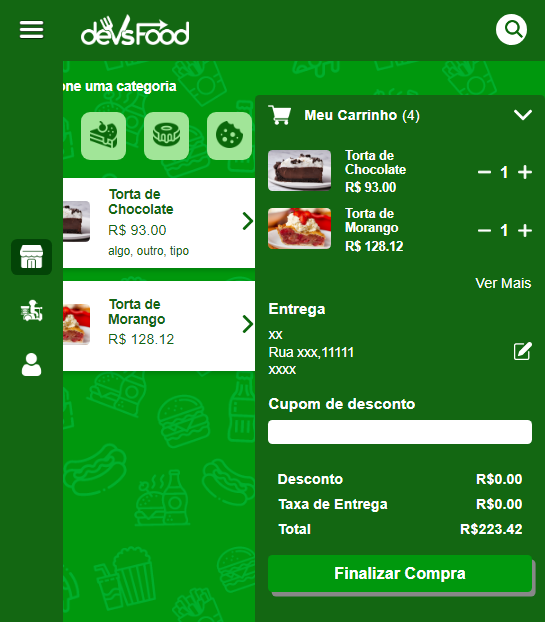 devsFood
one uma categoria
Torta de
Chocolate
R$ 93.00
algo, outro, tipo
Torta de
Morango
R$ 128.12
Meu Carrinho (4)
Torta de
Chocolate
R$ 93.00
1
Torta de
Morango
R$ 128.12
1
Ver Mais
Entrega
xx
Rua xxx,11111
xxxx
Cupom de desconto
Desconto R$0.00
Taxa de Entrega R$0.00
Total R$223.42
Finalizar Compra